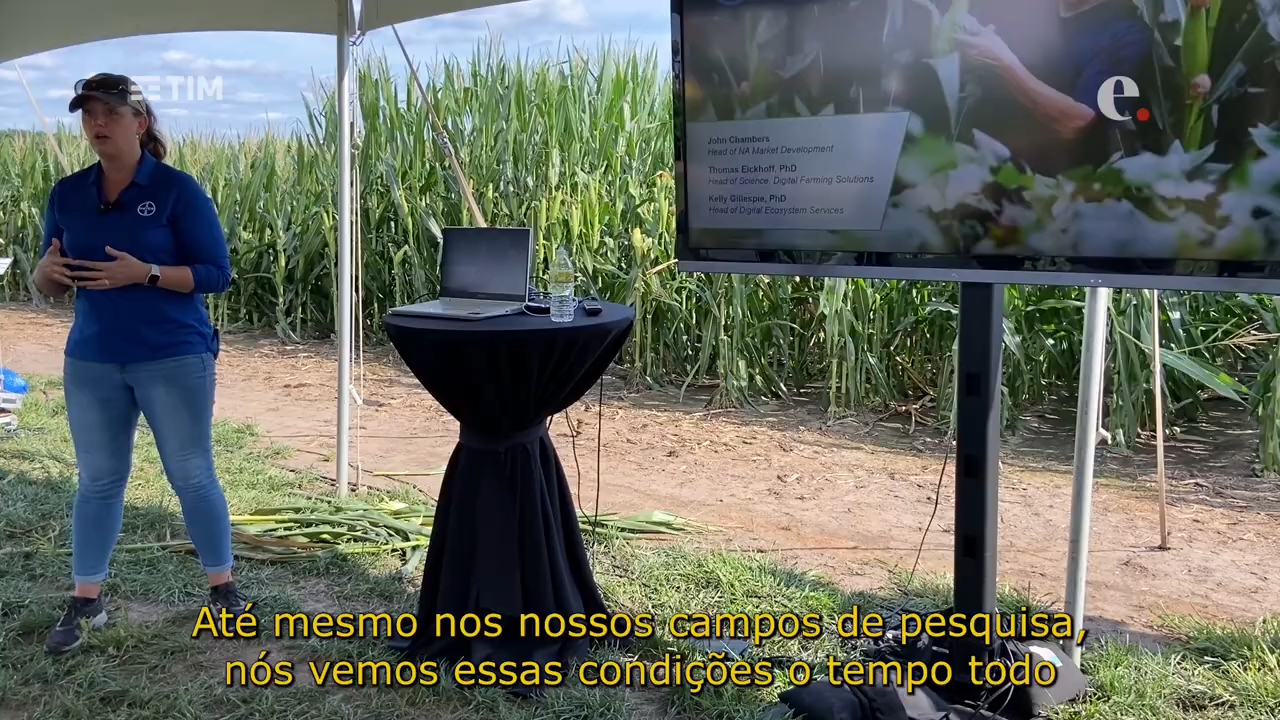 TIM
e.
John Chambers
Head of NA Market Development
Thomas Eickhoff, PhD
Head of Science, Digital Farming Solutions
Kelly Gillespie, PhD
Head of Digital Ecosystem Services
Até mesmo nos nossos campos de pesquisa,
nós vemos essas condições o tempo todo